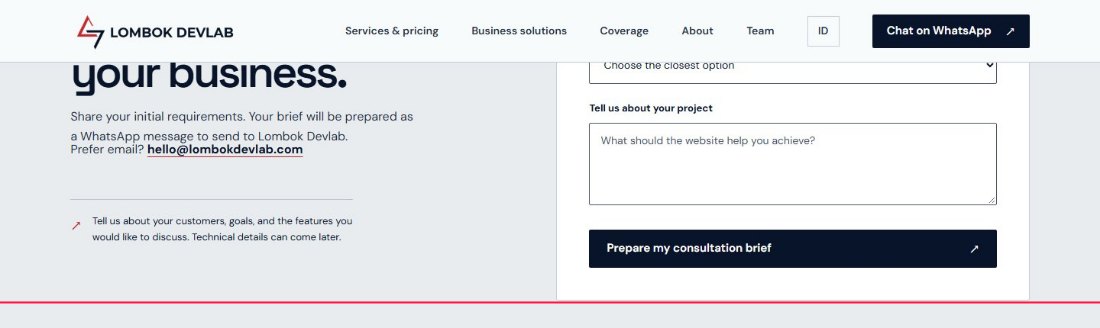 LOMBOK DEVLAB
Services & pricing
Business solutions
Coverage
About
Team
ID
Chat on WhatsApp ↗
your business.
Share your initial requirements. Your brief will be prepared as
a WhatsApp message to send to Lombok Devlab.
Prefer email? hello@lombokdevlab.com
↗ Tell us about your customers, goals, and the features you
would like to discuss. Technical details can come later.
Choose the closest option
Tell us about your project
What should the website help you achieve?
Prepare my consultation brief ↗